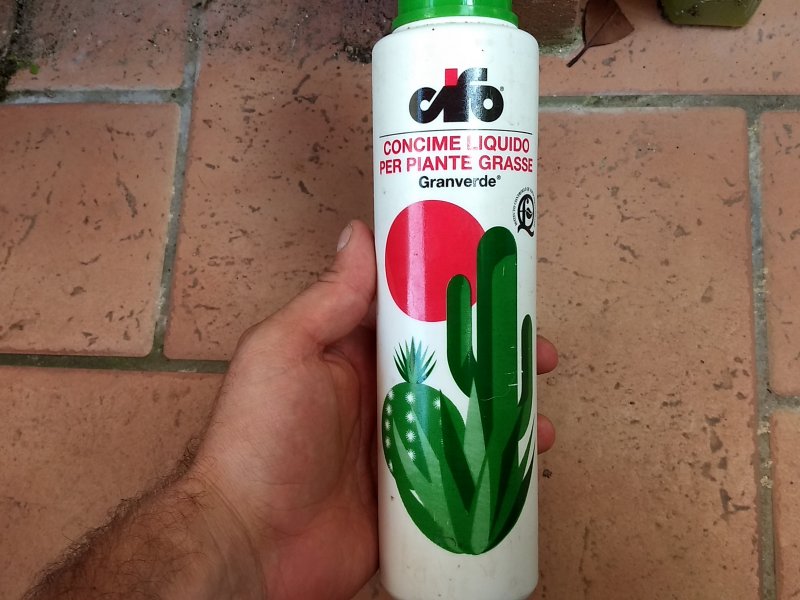 cifo®
CONCIME LIQUIDO
PER PIANTE GRASSE
Granverde®